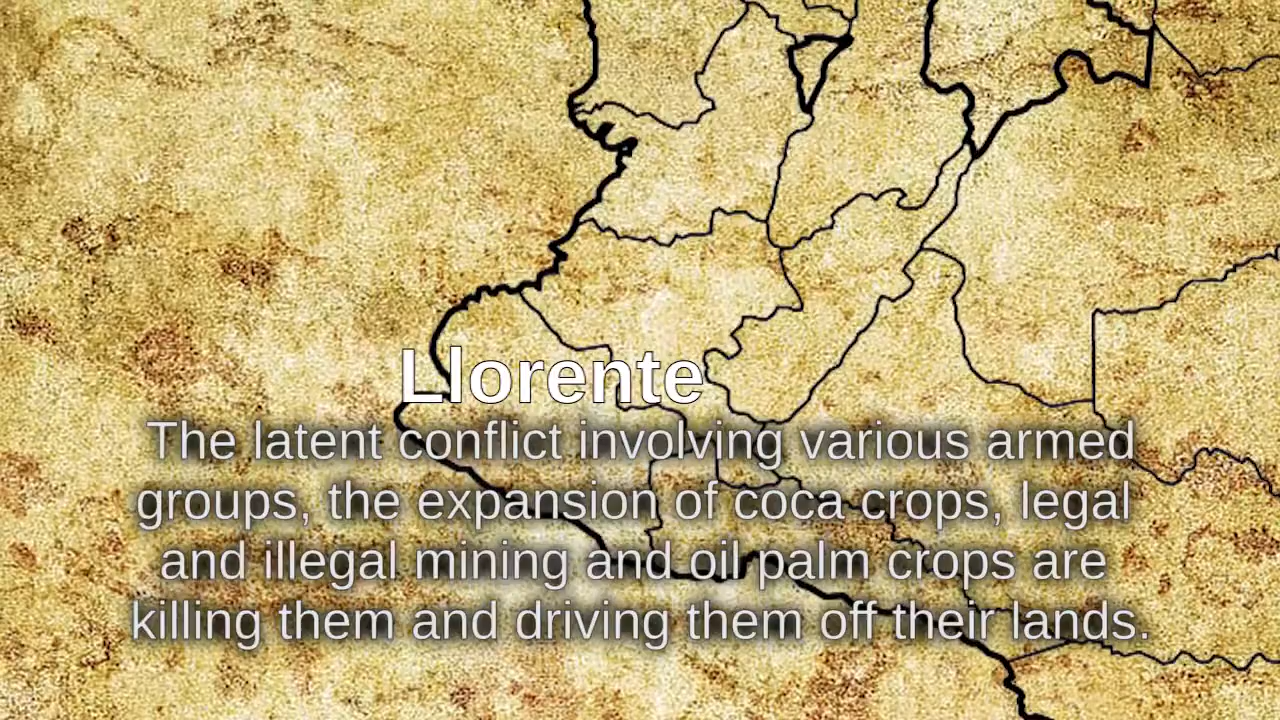 Llorente
The latent conflict involving various armed
groups, the expansion of coca crops, legal
and illegal mining and oil palm crops are
killing them and driving them off their lands.